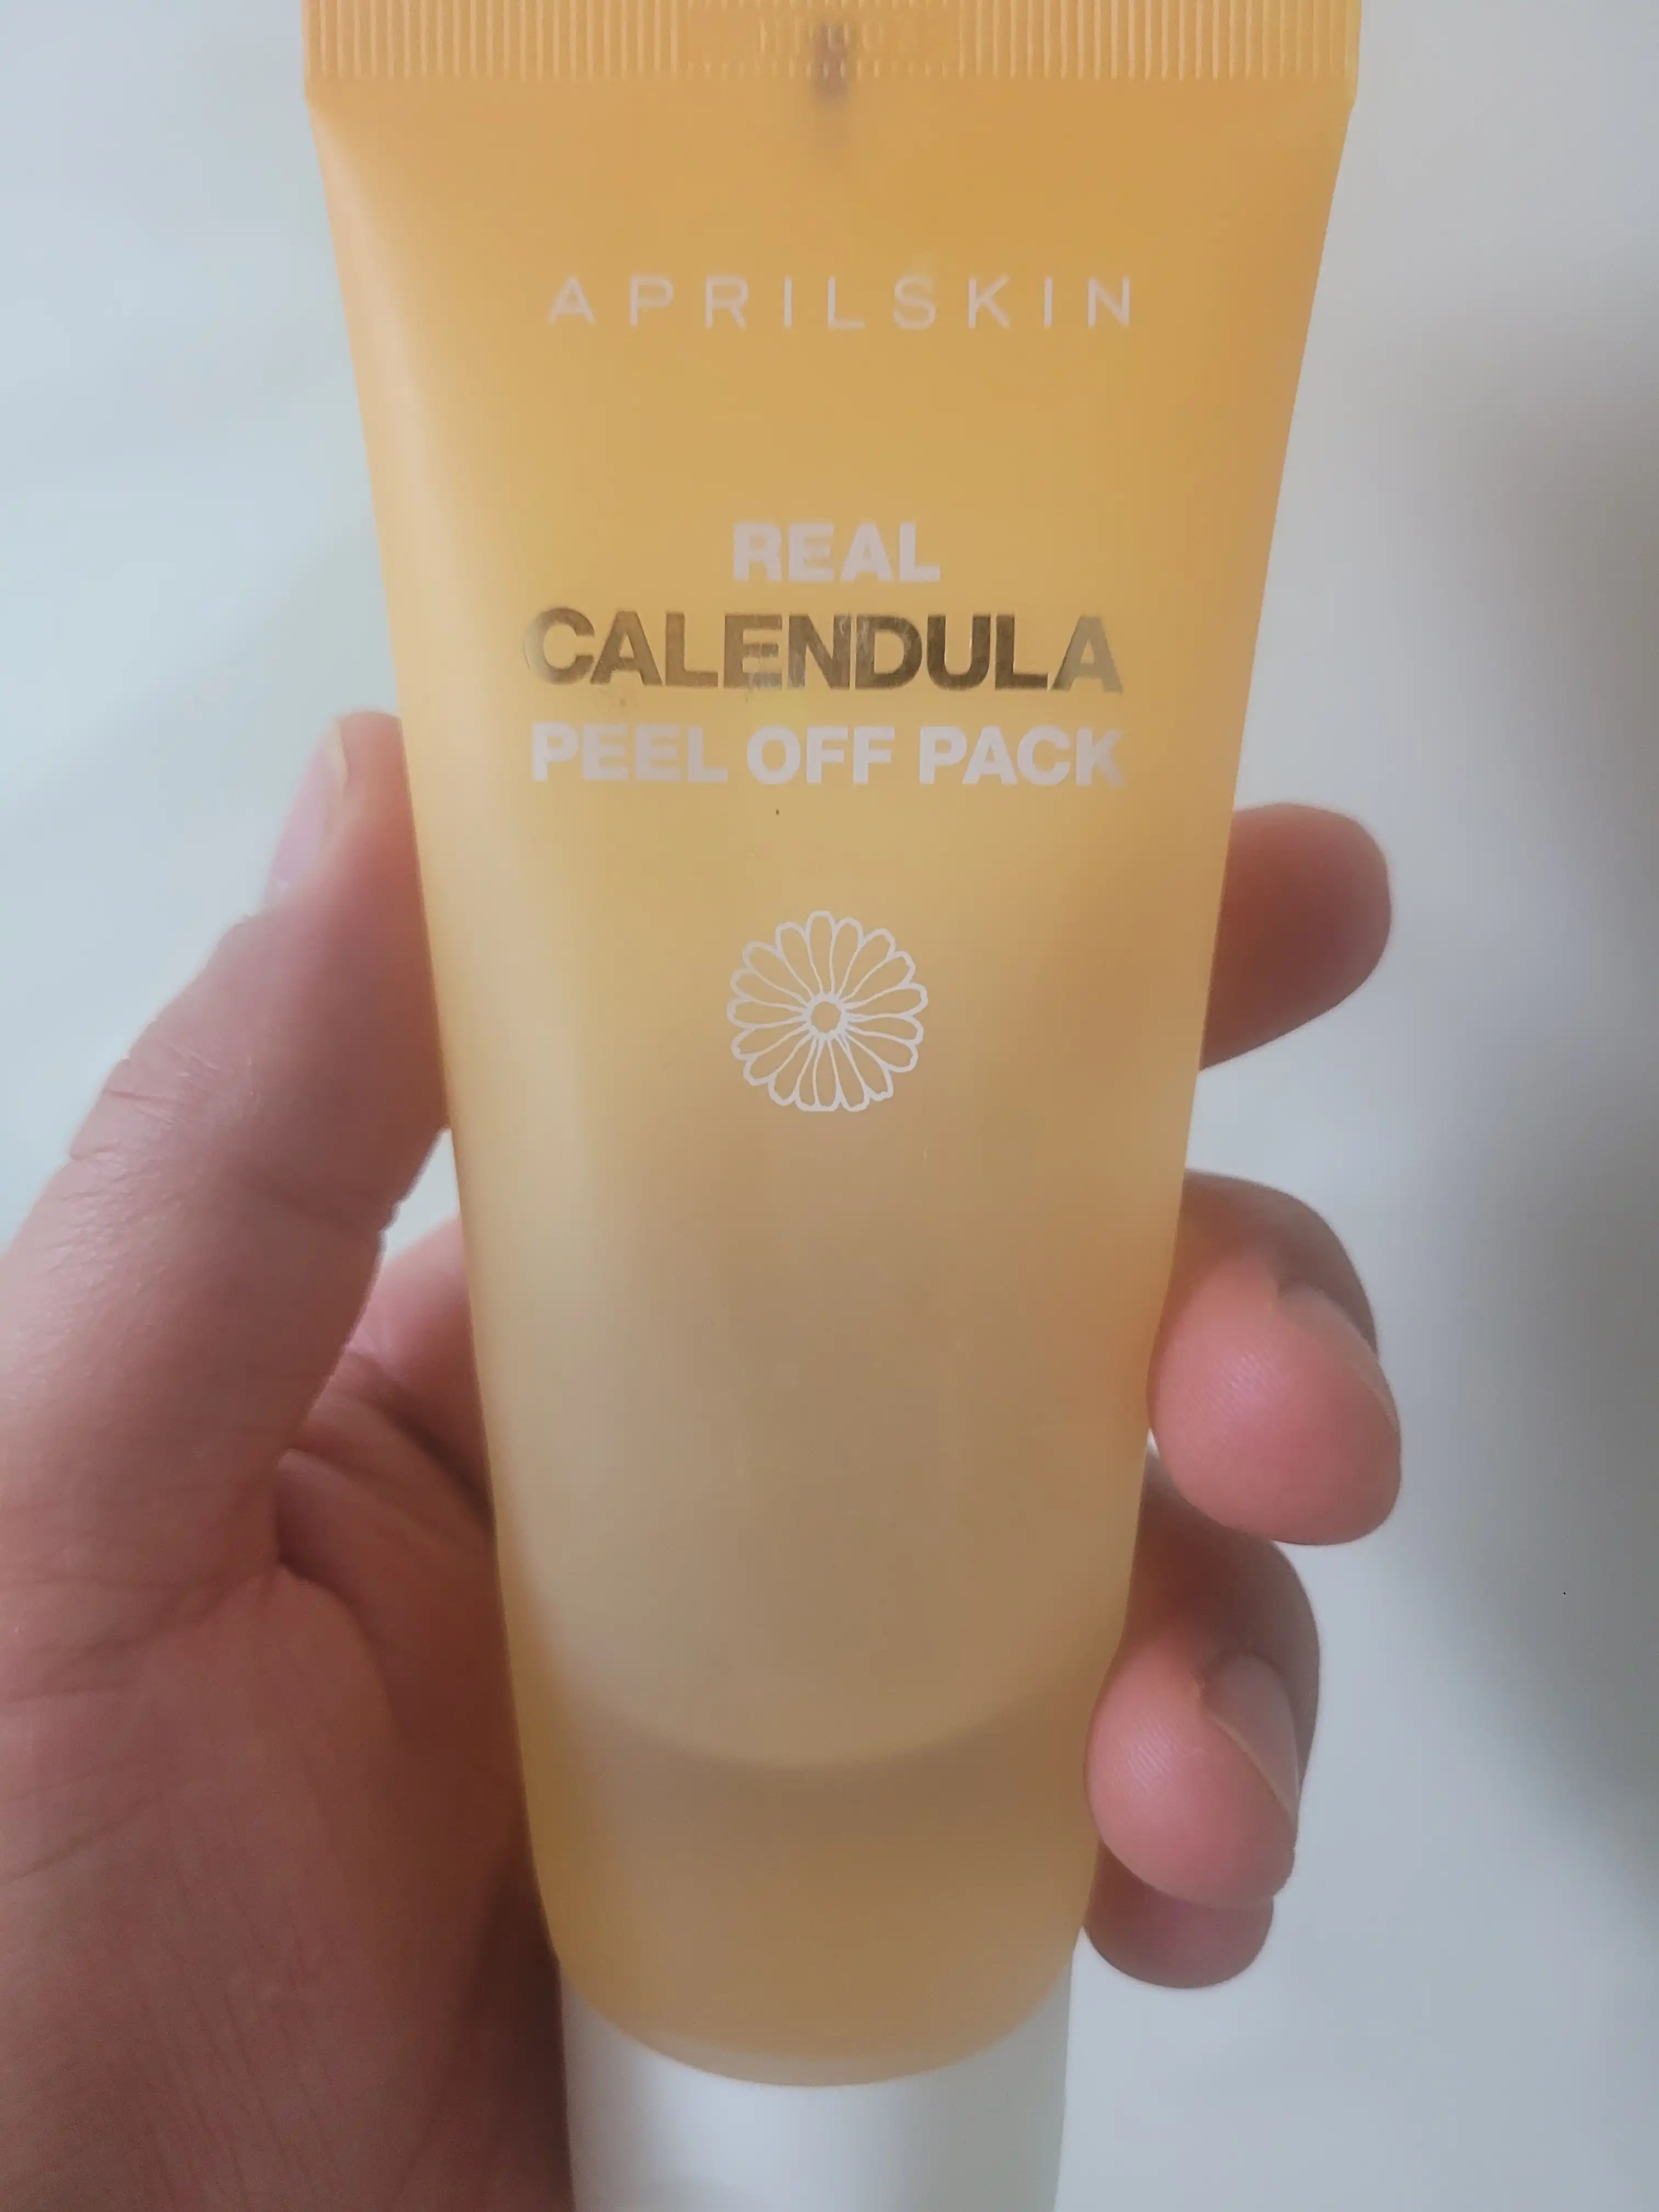 APRILSKIN
REAL
CALENDULA
PEEL OFF PACK